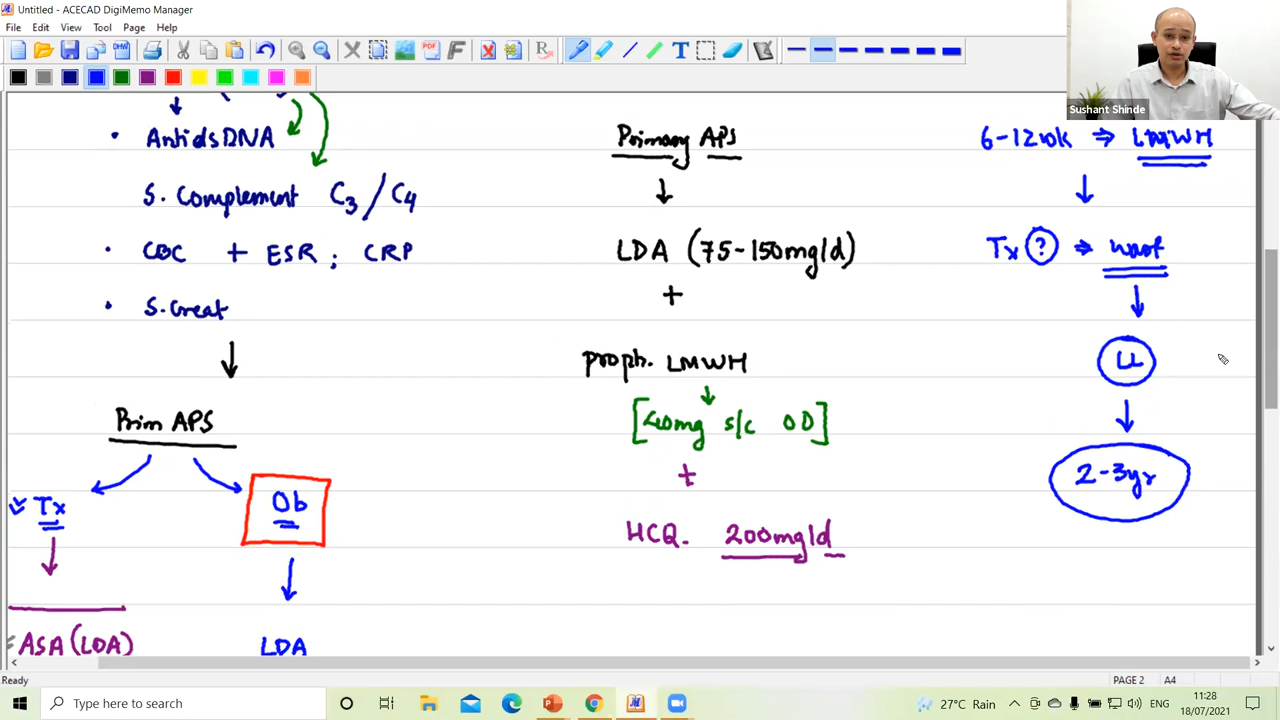 Untitled - ACECAD DigiMemo Manager
File Edit View Tool Page Help
Sushant Shinde
AntidsDNA
S. Complement C3/C4
CBC + ESR ; CRP
S. Creat
Prim APS
Tx
Ob
ASA (LDA)
LDA
Primary APS
LDA (75-150mg/d)
+
proph. LMWH
[40mg s/c OD]
+
HCQ. 200mg/d
6-12wk ⇒ LMWH
Tx ? ⇒ warf
LL
2-3yr
Ready
PAGE 2 A4
Type here to search
27°C Rain
ENG
11:28
18/07/2021